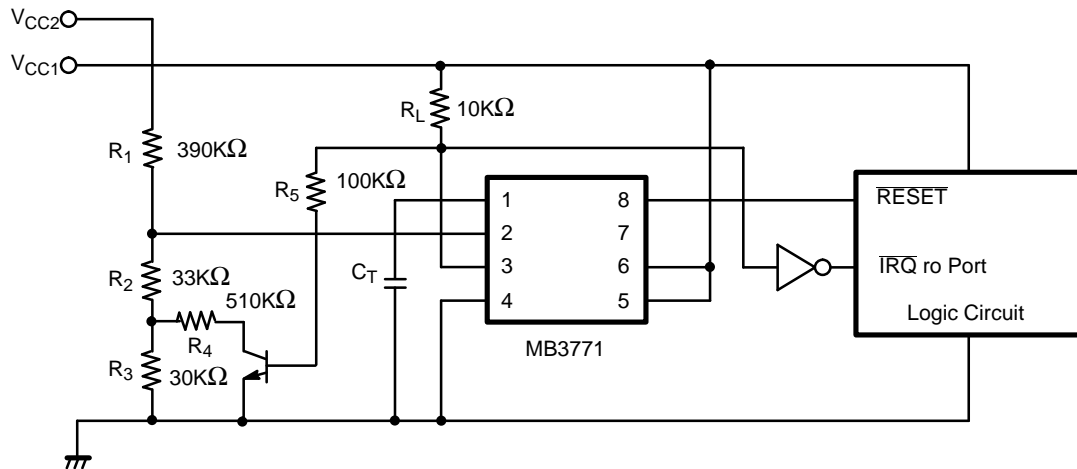 VCC2
VCC1
RL 10KΩ
R1 390KΩ
R5 100KΩ
1 8 RESET
2 7
R2 33KΩ
CT 3 6 IRQ ro Port
510KΩ
4 5
R4
Logic Circuit
MB3771
R3 30KΩ